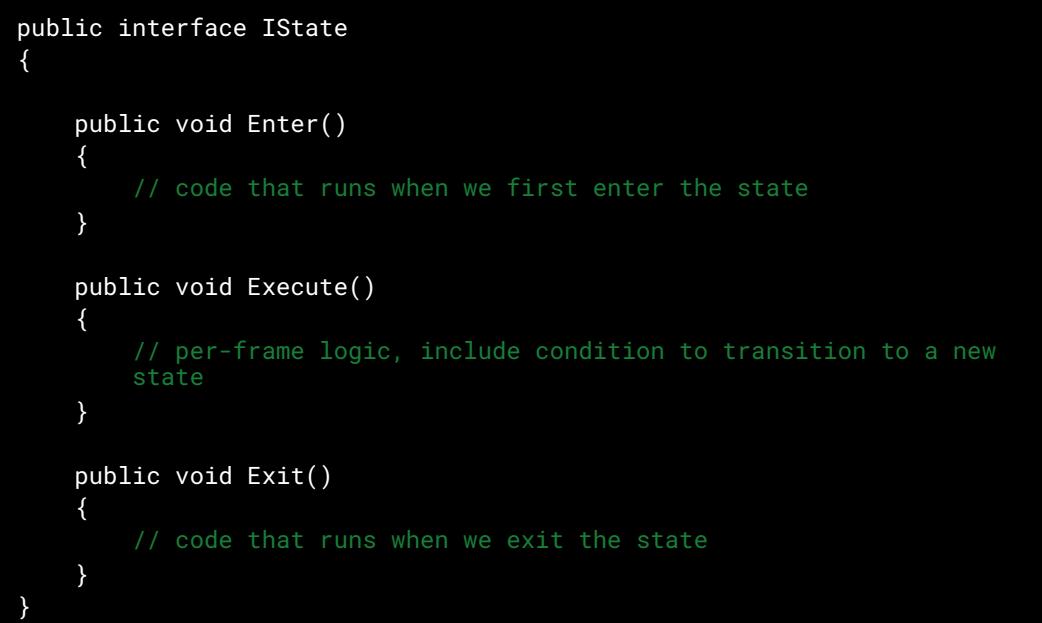 public interface IState
{
public void Enter()
{
// code that runs when we first enter the state
}
public void Execute()
{
// per-frame logic, include condition to transition to a new
state
}
public void Exit()
{
// code that runs when we exit the state
}
}